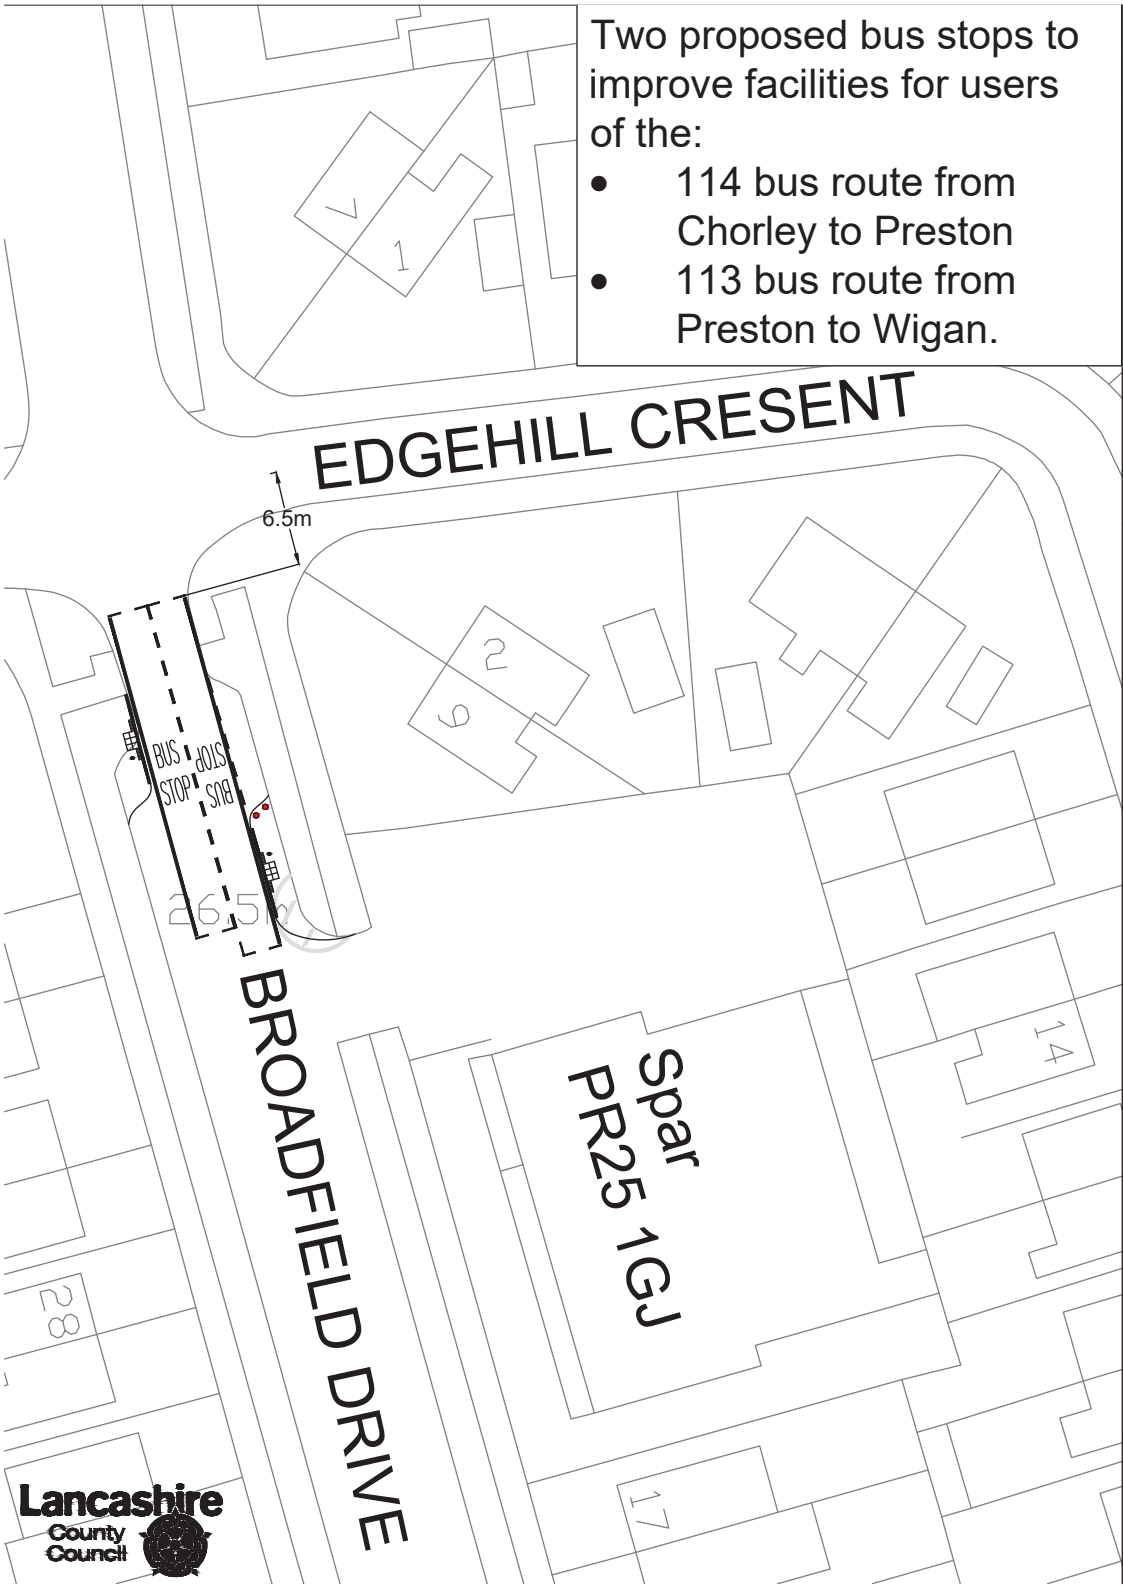 Two proposed bus stops to
improve facilities for users
of the:
• 114 bus route from
Chorley to Preston
• 113 bus route from
Preston to Wigan.
1
EDGEHILL CRESENT
6.5m
2
9
BUS
STOP
BUS
STOP
26.5
BROADFIELD DRIVE
Spar
PR25 1GJ
14
28
17
Lancashire
County
Council